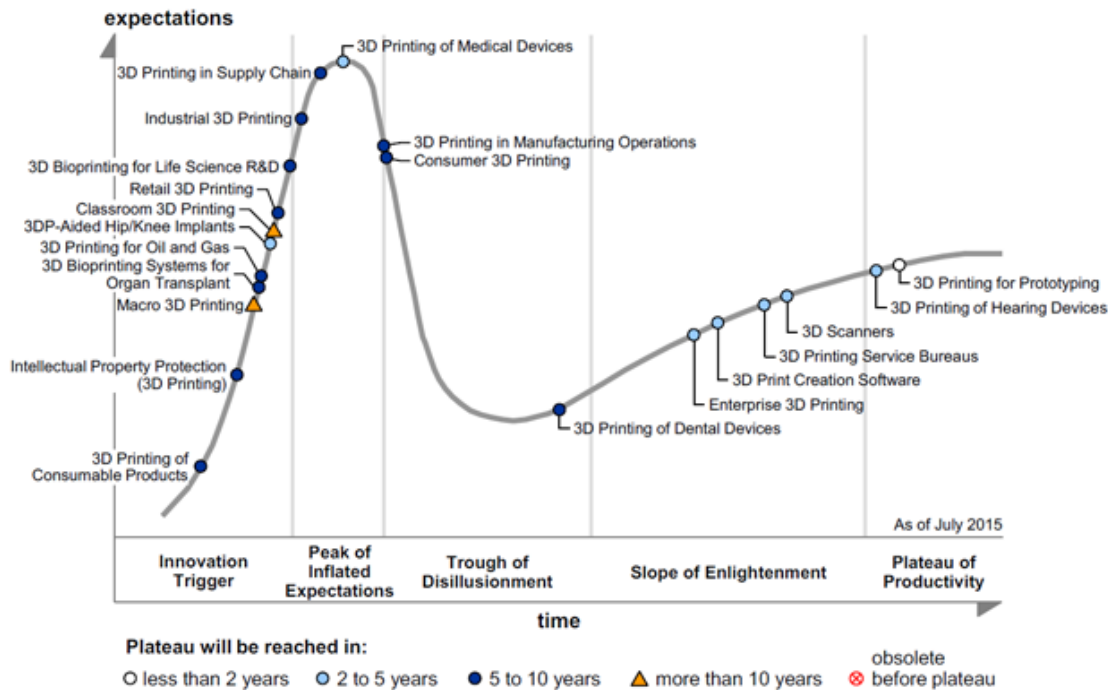 expectations
3D Printing of Medical Devices
3D Printing in Supply Chain
Industrial 3D Printing
3D Printing in Manufacturing Operations
Consumer 3D Printing
3D Bioprinting for Life Science R&D
Retail 3D Printing
Classroom 3D Printing
3DP-Aided Hip/Knee Implants
3D Printing for Oil and Gas
3D Bioprinting Systems for
Organ Transplant
Macro 3D Printing
Intellectual Property Protection
(3D Printing)
3D Printing of
Consumable Products
3D Printing for Prototyping
3D Printing of Hearing Devices
3D Scanners
3D Printing Service Bureaus
3D Print Creation Software
Enterprise 3D Printing
3D Printing of Dental Devices
As of July 2015
Innovation
Trigger
Peak of
Inflated
Expectations
Trough of
Disillusionment
Slope of Enlightenment
Plateau of
Productivity
time
Plateau will be reached in:
less than 2 years
2 to 5 years
5 to 10 years
more than 10 years
obsolete
before plateau